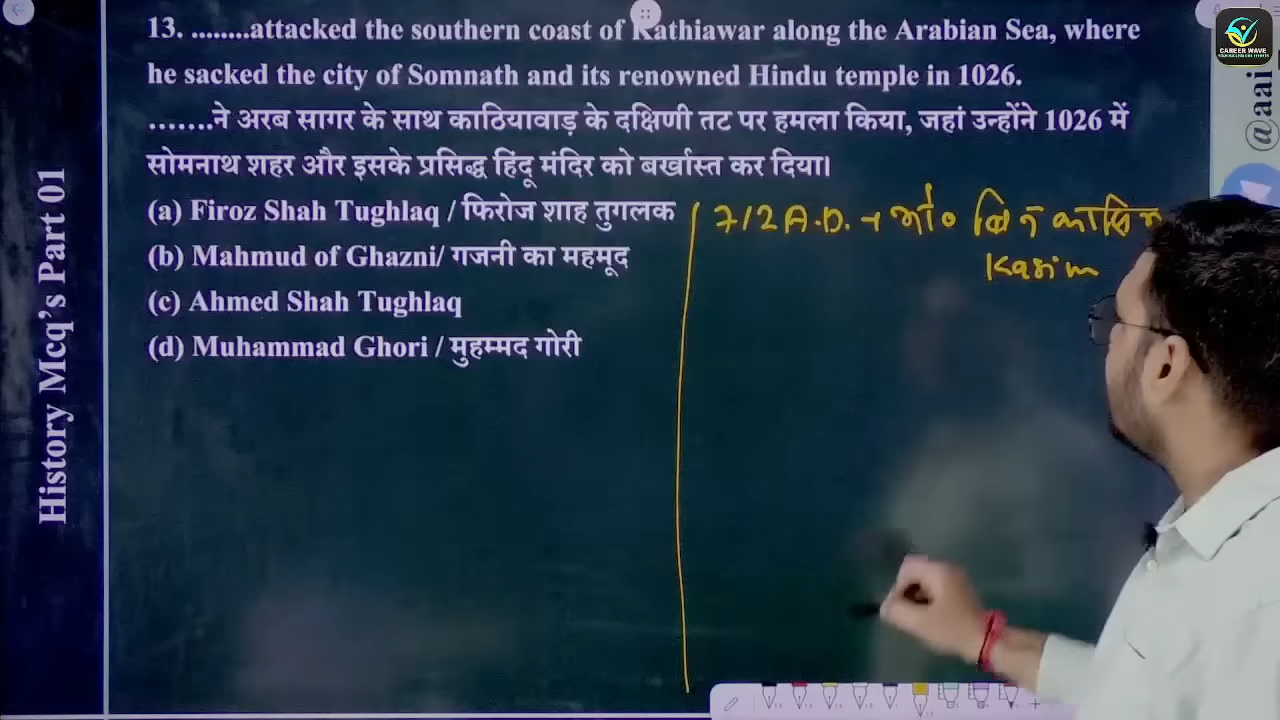 13. ........attacked the southern coast of Kathiawar along the Arabian Sea, where
he sacked the city of Somnath and its renowned Hindu temple in 1026.
.......ने अरब सागर के साथ काठियावाड़ के दक्षिणी तट पर हमला किया, जहां उन्होंने 1026 में
सोमनाथ शहर और इसके प्रसिद्ध हिंदू मंदिर को बर्खास्त कर दिया।
(a) Firoz Shah Tughlaq / फिरोज शाह तुगलक
(b) Mahmud of Ghazni/ गजनी का महमूद
(c) Ahmed Shah Tughlaq
(d) Muhammad Ghori / मुहम्मद गोरी
712 A.D. → मो० बिन कासिम
Kasim
History Mcq's Part 01
CAREER WAVE
@aai